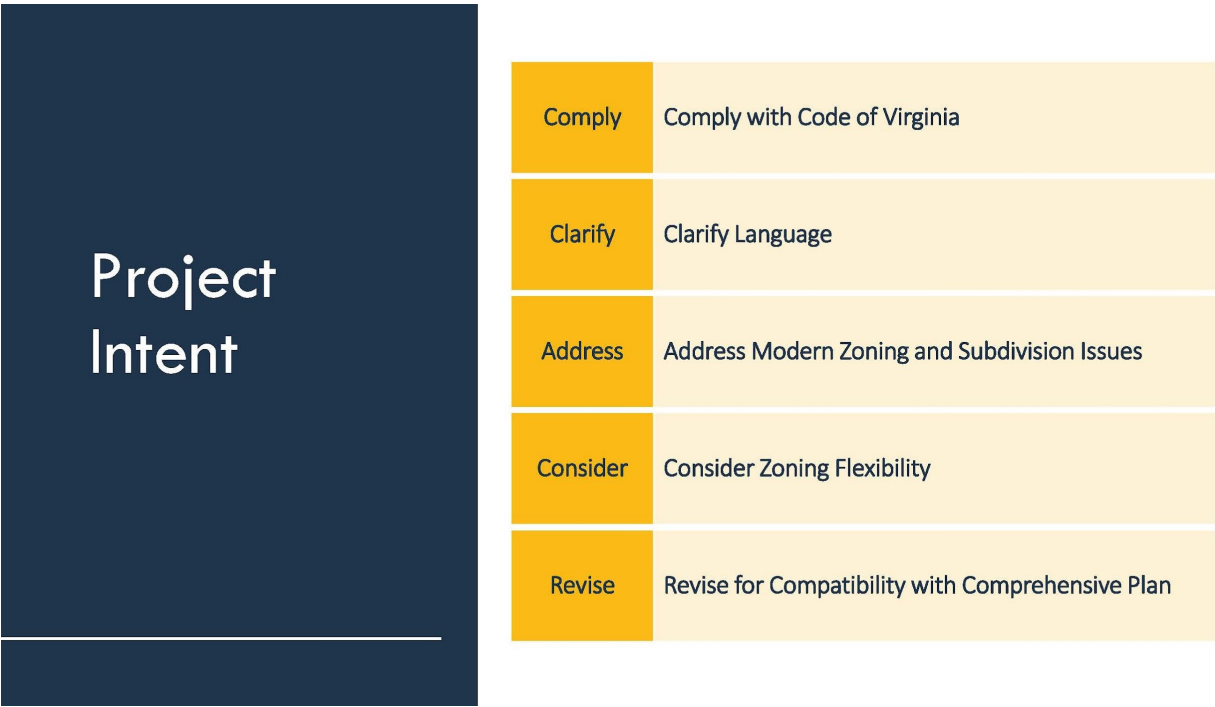 Project
Intent
Comply
Comply with Code of Virginia
Clarify
Clarify Language
Address
Address Modern Zoning and Subdivision Issues
Consider
Consider Zoning Flexibility
Revise
Revise for Compatibility with Comprehensive Plan